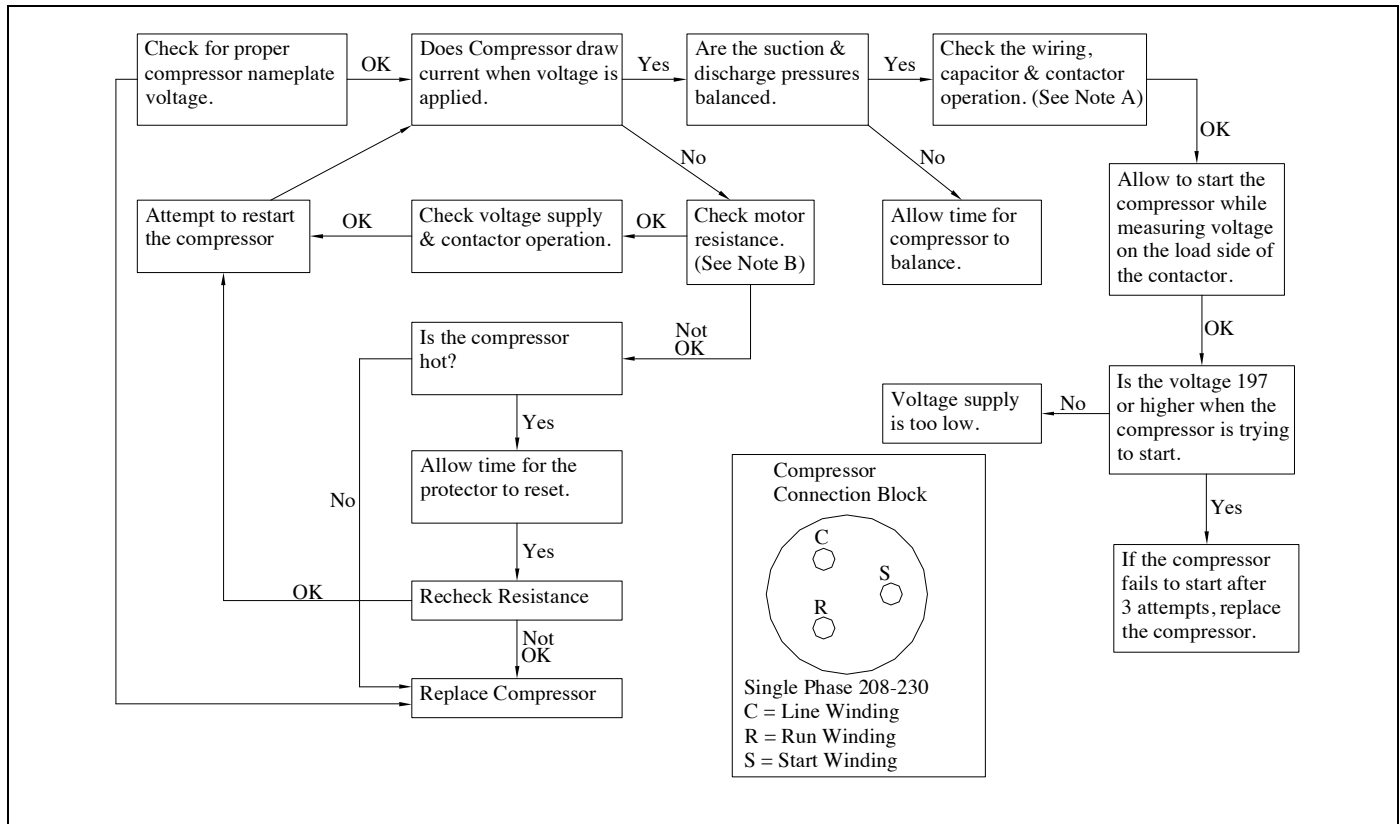 Check for proper
compressor nameplate
voltage.
OK
Does Compressor draw
current when voltage is
applied.
Yes
Are the suction &
discharge pressures
balanced.
Yes
Check the wiring,
capacitor & contactor
operation. (See Note A)
OK
No
No
Attempt to restart
the compressor
OK
Check voltage supply
& contactor operation.
OK
Check motor
resistance.
(See Note B)
Allow time for
compressor to
balance.
Allow to start the
compressor while
measuring voltage
on the load side of
the contactor.
Not
OK
OK
Is the compressor
hot?
Yes
Voltage supply
is too low.
No
Is the voltage 197
or higher when the
compressor is trying
to start.
Yes
No
Allow time for the
protector to reset.
Yes
If the compressor
fails to start after
3 attempts, replace
the compressor.
OK
Recheck Resistance
Not
OK
Replace Compressor
Compressor
Connection Block
C
S
R
Single Phase 208-230
C = Line Winding
R = Run Winding
S = Start Winding